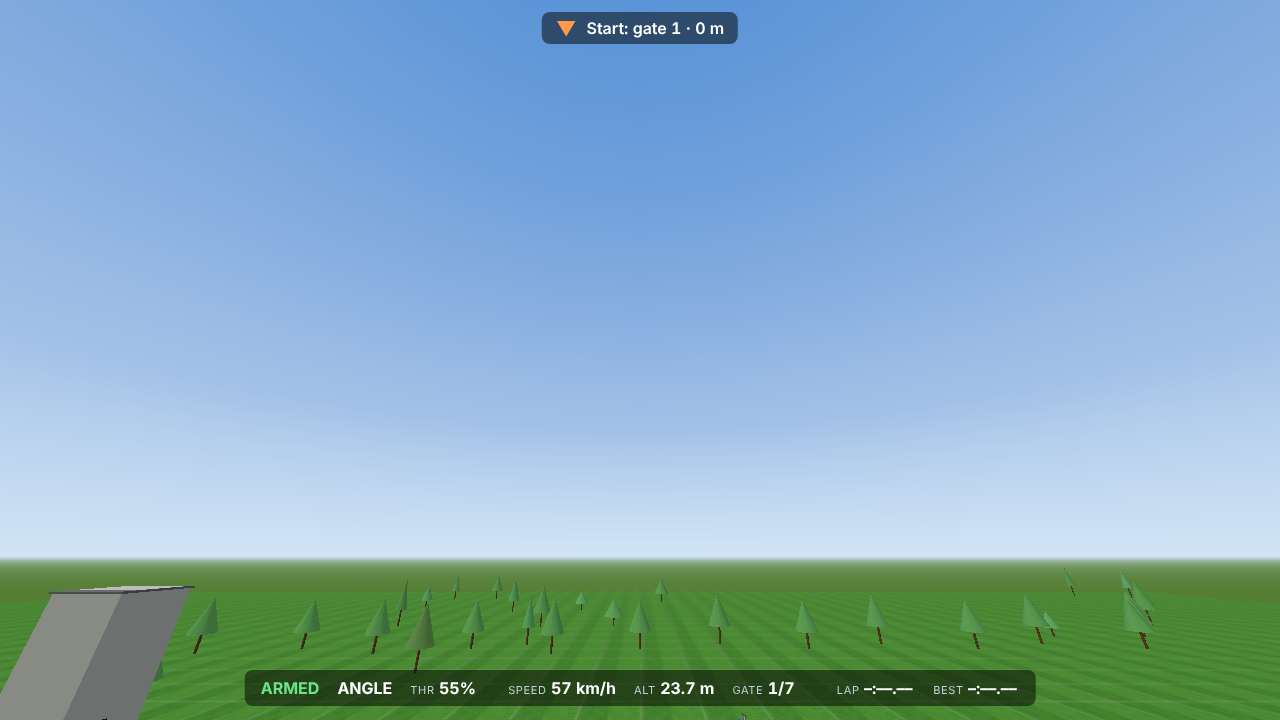 Start: gate 1 · 0 m
ARMED ANGLE THR 55% SPEED 57 km/h ALT 23.7 m GATE 1/7 LAP –:––.–– BEST –:––.––